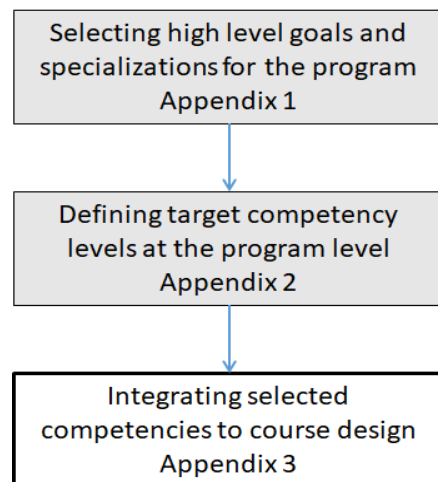 Selecting high level goals and
specializations for the program
Appendix 1
Defining target competency
levels at the program level
Appendix 2
Integrating selected
competencies to course design
Appendix 3